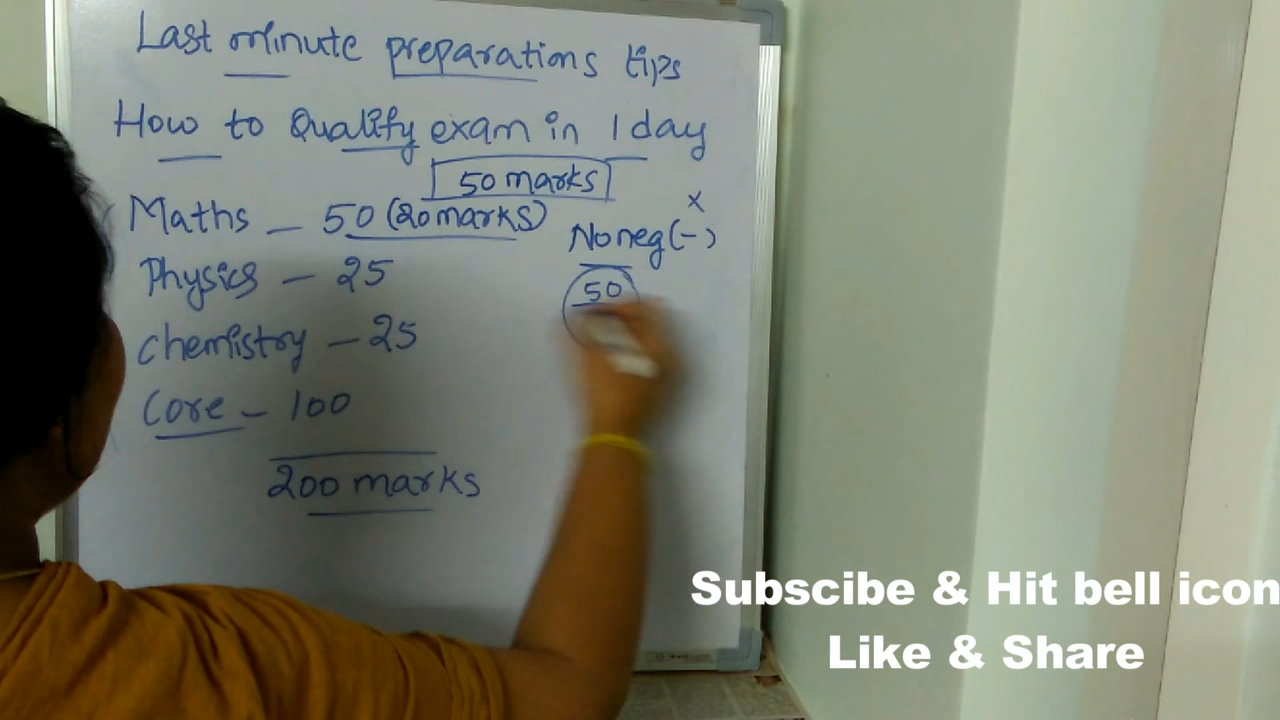 Last minute preparations tips
How to Qualify exam in 1 day
50 marks
Maths – 50 (20 marks)
x
No neg (-)
Physics – 25
50
Chemistry – 25
Core – 100
200 marks
Subscibe & Hit bell icon
Like & Share